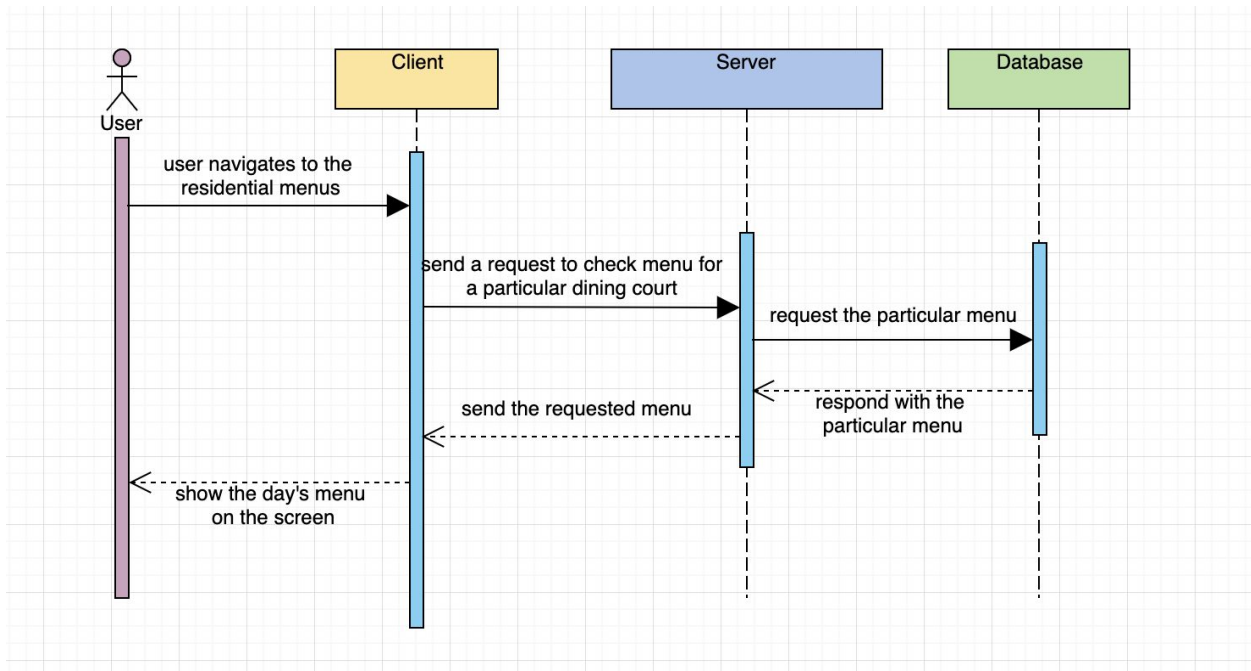 Client
Server
Database
User
user navigates to the
residential menus
send a request to check menu for
a particular dining court
request the particular menu
respond with the
particular menu
send the requested menu
show the day's menu
on the screen